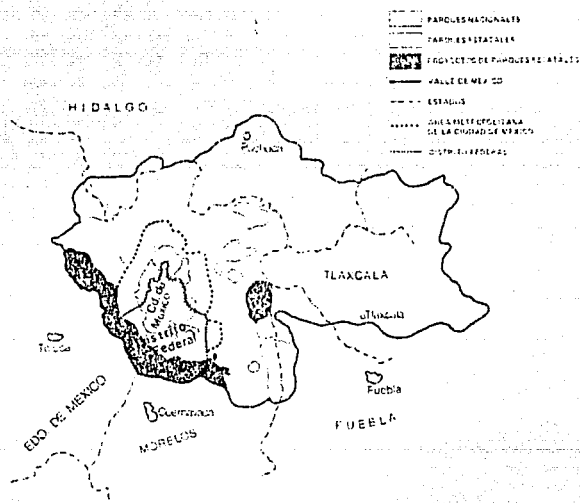 PARQUES NACIONALES
PARQUES ESTATALES
PROYECTOS DE PARQUES ESTATALES
VALLE DE MEXICO
ESTADOS
AREA METROPOLITANA
DE LA CIUDAD DE MEXICO
DISTRITO FEDERAL
HIDALGO
Pachuca
TLAXCALA
Tlaxcala
Cd. de
México
Distrito
Federal
Toluca
Puebla
Cuernavaca
PUEBLA
EDO. DE MEXICO
MORELOS